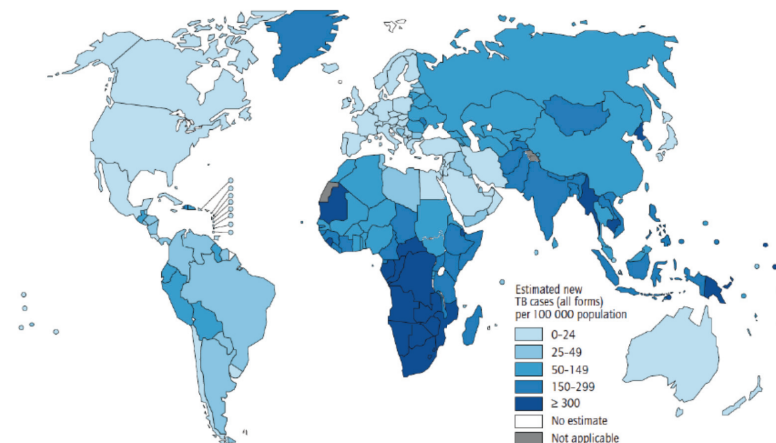 Estimated new
TB cases (all forms)
per 100 000 population
0–24
25–49
50–149
150–299
≥ 300
No estimate
Not applicable